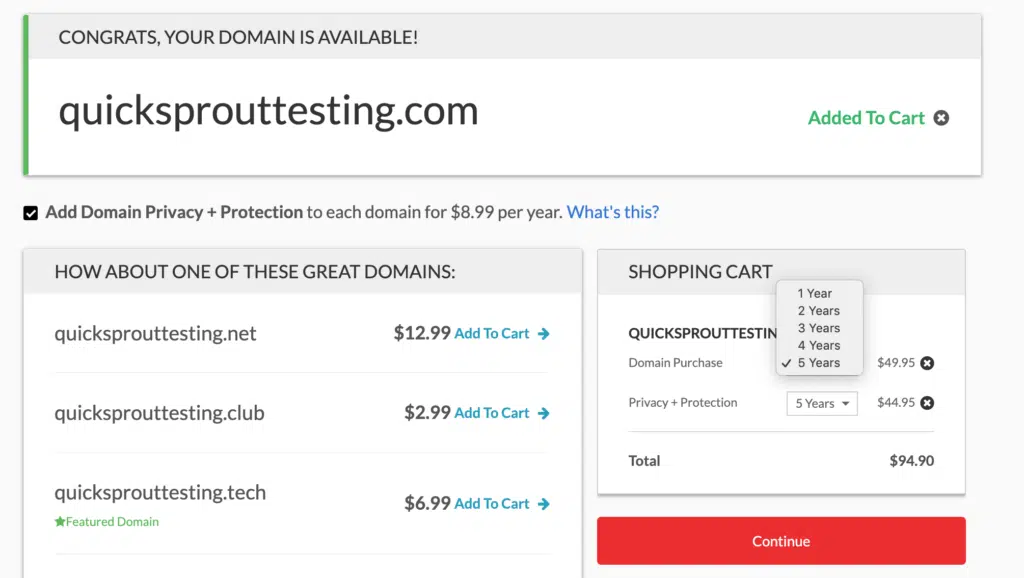 CONGRATS, YOUR DOMAIN IS AVAILABLE!
quicksprouttesting.com
Added To Cart
Add Domain Privacy + Protection to each domain for $8.99 per year. What's this?
HOW ABOUT ONE OF THESE GREAT DOMAINS:
quicksprouttesting.net $12.99 Add To Cart
quicksprouttesting.club $2.99 Add To Cart
quicksprouttesting.tech $6.99 Add To Cart
Featured Domain
SHOPPING CART
1 Year
2 Years
3 Years
4 Years
5 Years
QUICKSPROUTTESTIN
Domain Purchase $49.95
Privacy + Protection 5 Years $44.95
Total $94.90
Continue